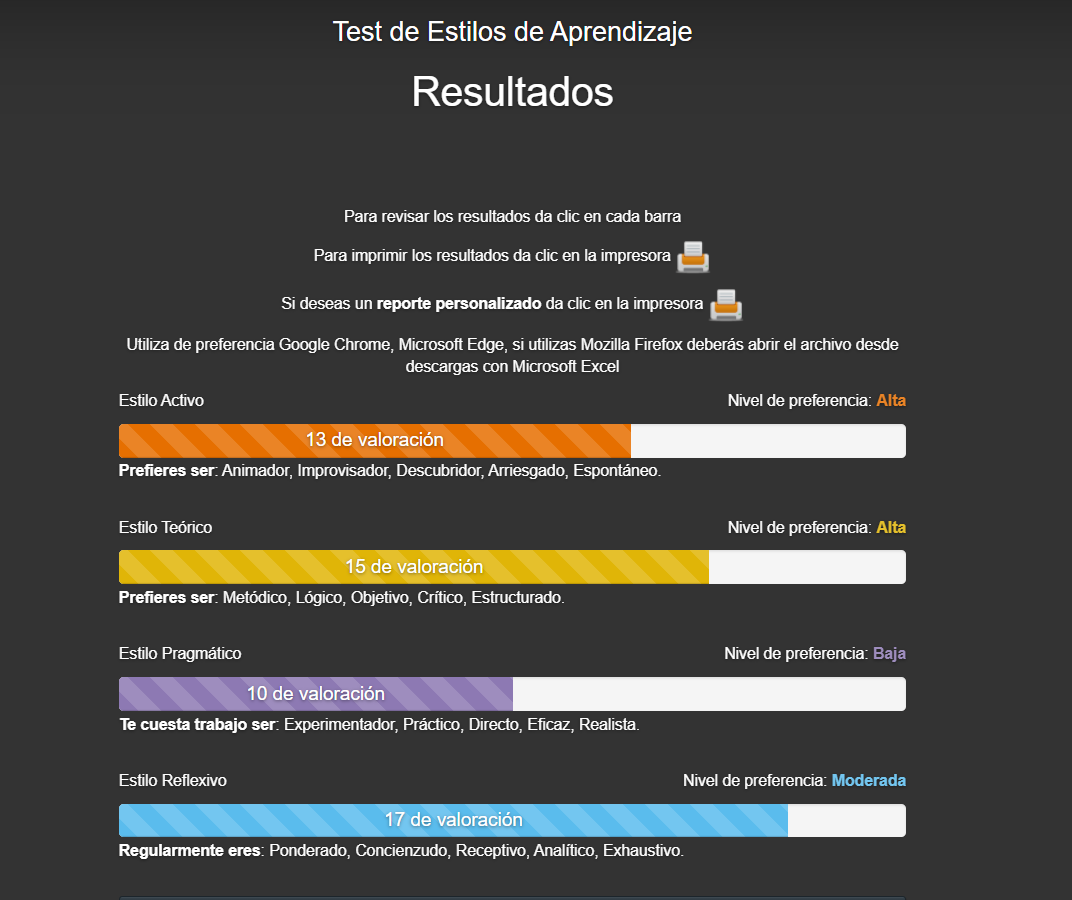 Test de Estilos de Aprendizaje
Resultados
Para revisar los resultados da clic en cada barra
Para imprimir los resultados da clic en la impresora
Si deseas un reporte personalizado da clic en la impresora
Utiliza de preferencia Google Chrome, Microsoft Edge, si utilizas Mozilla Firefox deberás abrir el archivo desde
descargas con Microsoft Excel
Estilo Activo Nivel de preferencia: Alta
13 de valoración
Prefieres ser: Animador, Improvisador, Descubridor, Arriesgado, Espontáneo.
Estilo Teórico Nivel de preferencia: Alta
15 de valoración
Prefieres ser: Metódico, Lógico, Objetivo, Crítico, Estructurado.
Estilo Pragmático Nivel de preferencia: Baja
10 de valoración
Te cuesta trabajo ser: Experimentador, Práctico, Directo, Eficaz, Realista.
Estilo Reflexivo Nivel de preferencia: Moderada
17 de valoración
Regularmente eres: Ponderado, Concienzudo, Receptivo, Analítico, Exhaustivo.